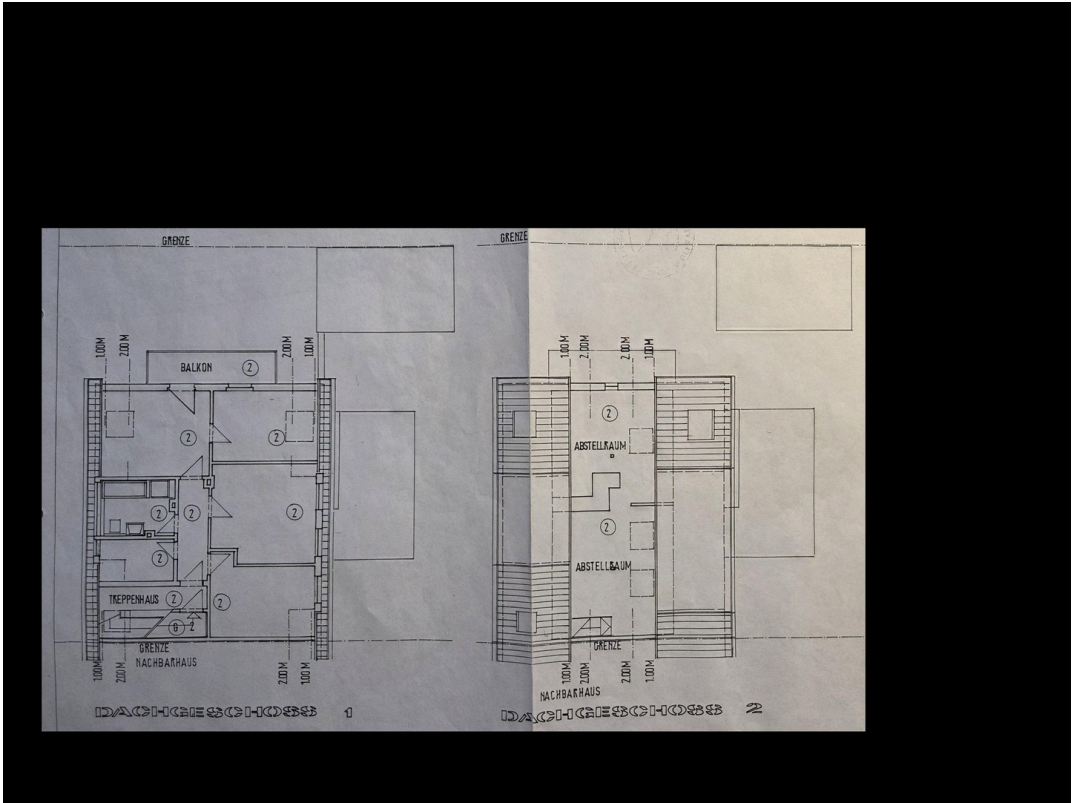 GRENZE
GRENZE
1.00 M
2.00 M
2.00 M
1.00 M
BALKON
2
2
2
2
2
2
2
TREPPENHAUS
2
2
G
2
GRENZE
NACHBARHAUS
1.00 M
2.00 M
2.00 M
1.00 M
DACHGESCHOSS 1
1.00 M
2.00 M
2.00 M
1.00 M
2
ABSTELLRAUM
2
ABSTELLRAUM
GRENZE
NACHBARHAUS
1.00 M
2.00 M
2.00 M
1.00 M
DACHGESCHOSS 2